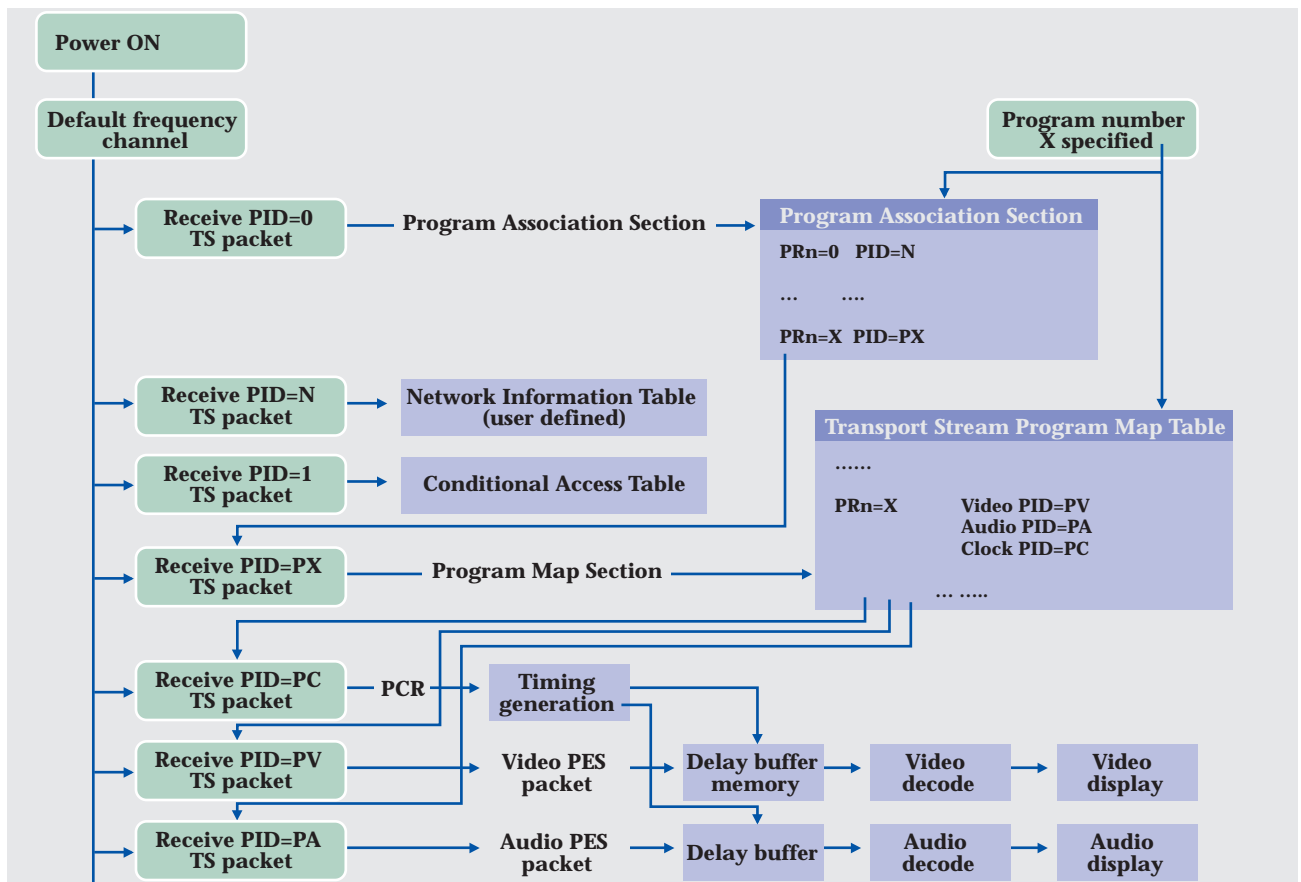 Power ON
Default frequency
channel
Program number
X specified
Receive PID=0
TS packet
Program Association Section
Program Association Section
PRn=0 PID=N
... ....
PRn=X PID=PX
Receive PID=N
TS packet
Network Information Table
(user defined)
Receive PID=1
TS packet
Conditional Access Table
Transport Stream Program Map Table
......
PRn=X Video PID=PV
Audio PID=PA
Clock PID=PC
... .....
Receive PID=PX
TS packet
Program Map Section
Receive PID=PC
TS packet
PCR
Timing
generation
Receive PID=PV
TS packet
Video PES
packet
Delay buffer
memory
Video
decode
Video
display
Receive PID=PA
TS packet
Audio PES
packet
Delay buffer
Audio
decode
Audio
display